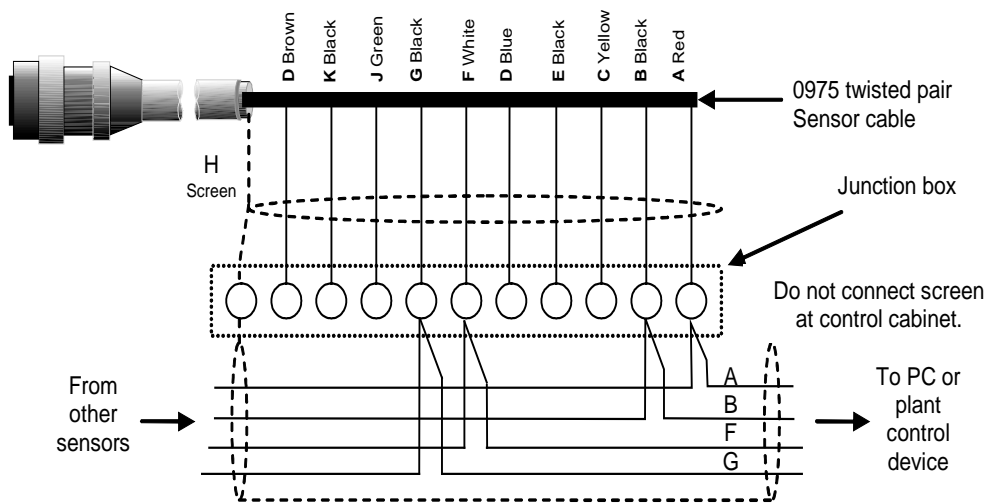 D Brown
K Black
J Green
G Black
F White
D Blue
E Black
C Yellow
B Black
A Red
0975 twisted pair
Sensor cable
H
Screen
Junction box
Do not connect screen
at control cabinet.
From
other
sensors
A
B
F
G
To PC or
plant
control
device